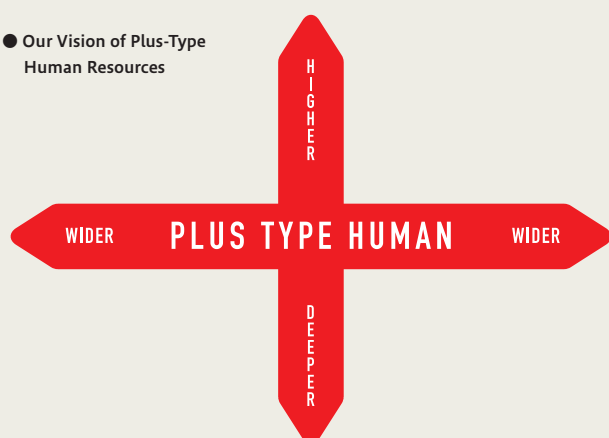 ● Our Vision of Plus-Type
Human Resources
HIGHER
WIDER PLUS TYPE HUMAN WIDER
DEEPER